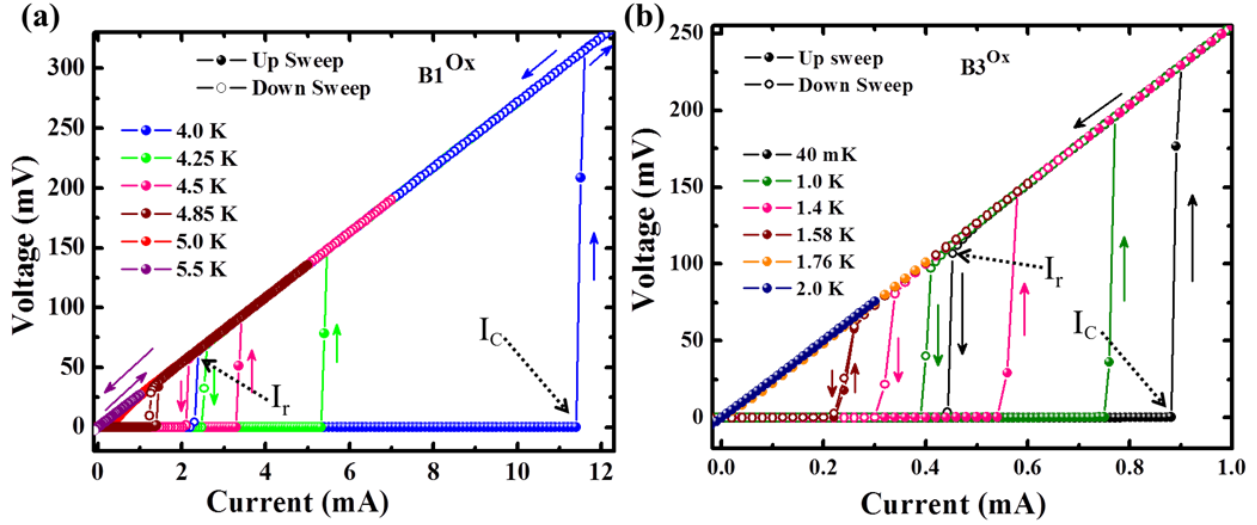 (a)
Up Sweep
Down Sweep
B1^Ox
4.0 K
4.25 K
4.5 K
4.85 K
5.0 K
5.5 K
I_C
I_r
Voltage (mV)
300
250
200
150
100
50
0
0 2 4 6 8 10 12
Current (mA)
(b)
Up sweep
Down Sweep
B3^Ox
40 mK
1.0 K
1.4 K
1.58 K
1.76 K
2.0 K
I_r
I_C
Voltage (mV)
250
200
150
100
50
0
0.0 0.2 0.4 0.6 0.8 1.0
Current (mA)